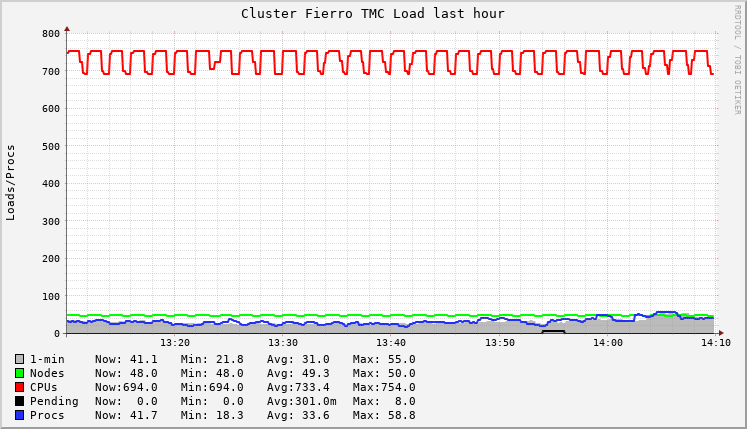 Cluster Fierro TMC Load last hour
RRDTOOL / TOBI OETIKER
Loads/Procs
800
700
600
500
400
300
200
100
0
13:20 13:30 13:40 13:50 14:00 14:10
1-min Now: 41.1 Min: 21.8 Avg: 31.0 Max: 55.0
Nodes Now: 48.0 Min: 48.0 Avg: 49.3 Max: 50.0
CPUs Now:694.0 Min:694.0 Avg:733.4 Max:754.0
Pending Now: 0.0 Min: 0.0 Avg:301.0m Max: 8.0
Procs Now: 41.7 Min: 18.3 Avg: 33.6 Max: 58.8